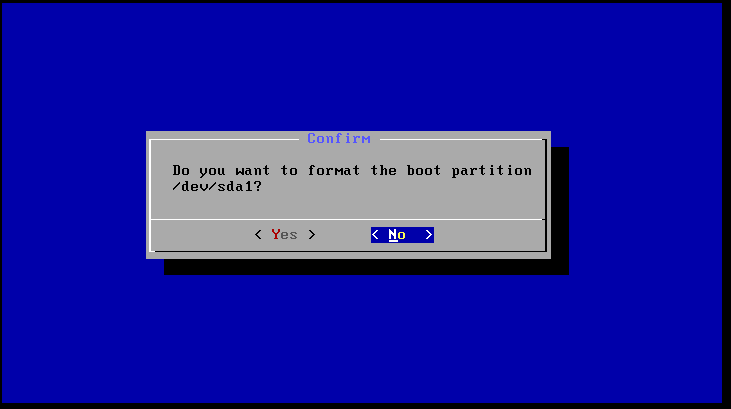 Confirm
Do you want to format the boot partition
/dev/sda1?
< Yes > < No >